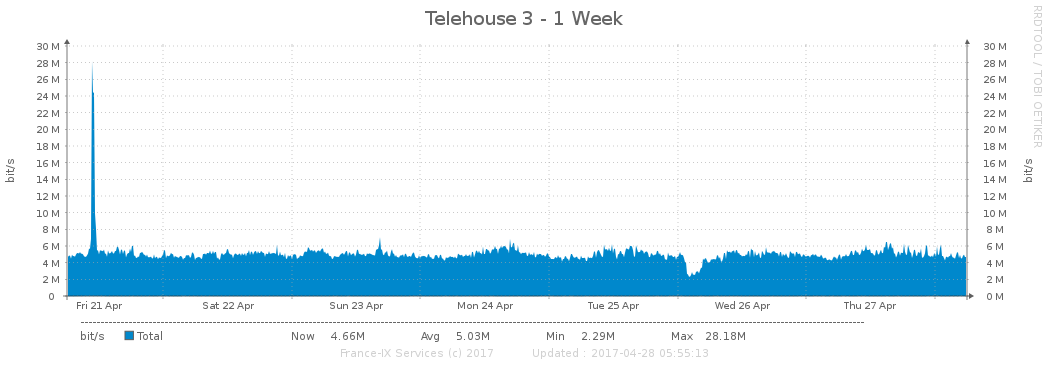 Telehouse 3 - 1 Week
RRDTOOL / TOBI OETIKER
bit/s
30 M 30 M
28 M 28 M
26 M 26 M
24 M 24 M
22 M 22 M
20 M 20 M
18 M 18 M
16 M 16 M
14 M 14 M
12 M 12 M
10 M 10 M
8 M 8 M
6 M 6 M
4 M 4 M
2 M 2 M
0 0 M
bit/s
Fri 21 Apr Sat 22 Apr Sun 23 Apr Mon 24 Apr Tue 25 Apr Wed 26 Apr Thu 27 Apr
bit/s Total Now 4.66M Avg 5.03M Min 2.29M Max 28.18M
France-IX Services (c) 2017 Updated : 2017-04-28 05:55:13